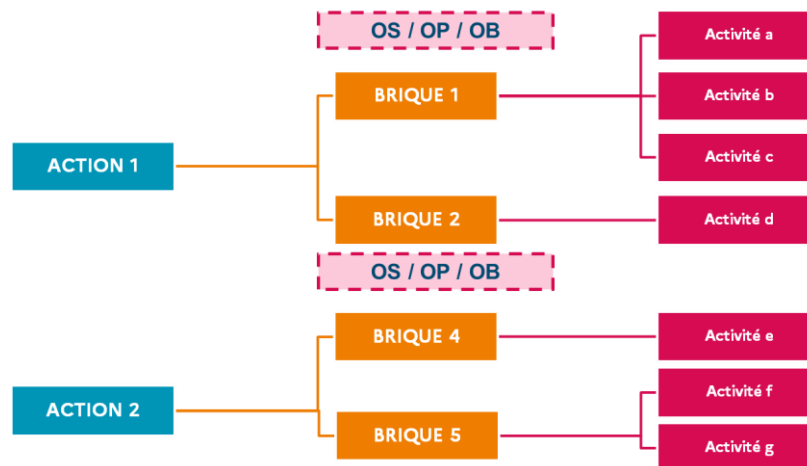 OS / OP / OB
Activité a
BRIQUE 1
Activité b
ACTION 1
Activité c
BRIQUE 2
Activité d
OS / OP / OB
BRIQUE 4
Activité e
ACTION 2
Activité f
BRIQUE 5
Activité g